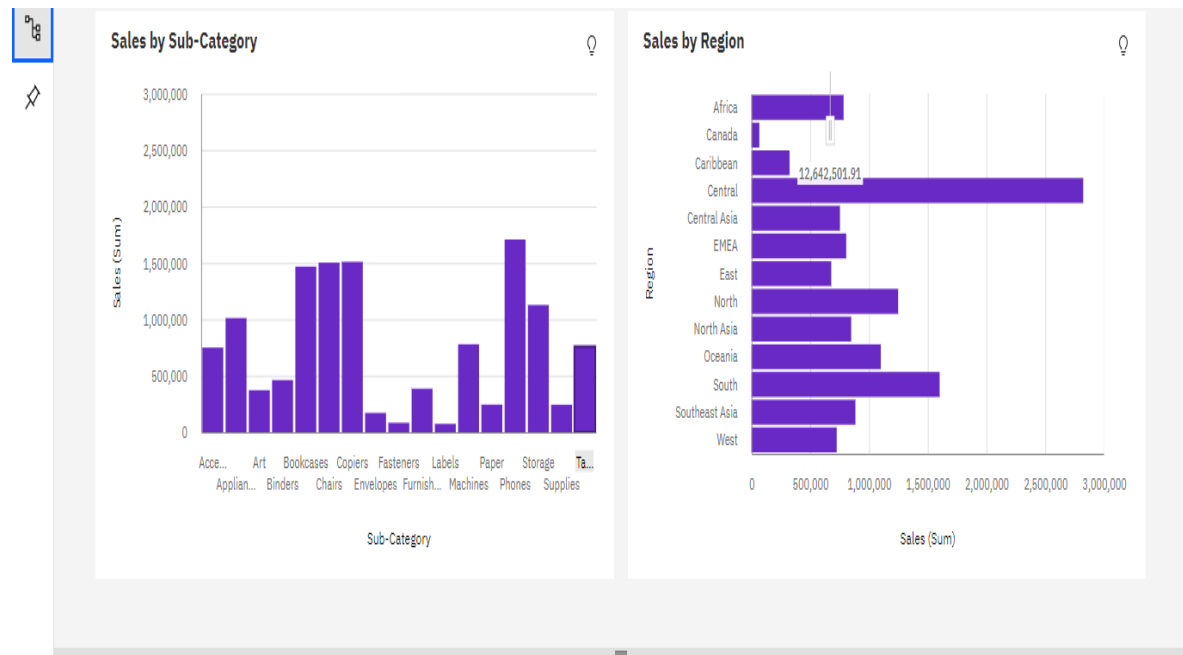 Sales by Sub-Category
3,000,000
2,500,000
2,000,000
1,500,000
1,000,000
500,000
0
Sales (Sum)
Acce... Art Bookcases Copiers Fasteners Labels Paper Storage Ta...
Applian... Binders Chairs Envelopes Furnish... Machines Phones Supplies
Sub-Category
Sales by Region
Africa
Canada
Caribbean
12,642,501.91
Central
Central Asia
EMEA
East
North
North Asia
Oceania
South
Southeast Asia
West
Region
0 500,000 1,000,000 1,500,000 2,000,000 2,500,000 3,000,000
Sales (Sum)